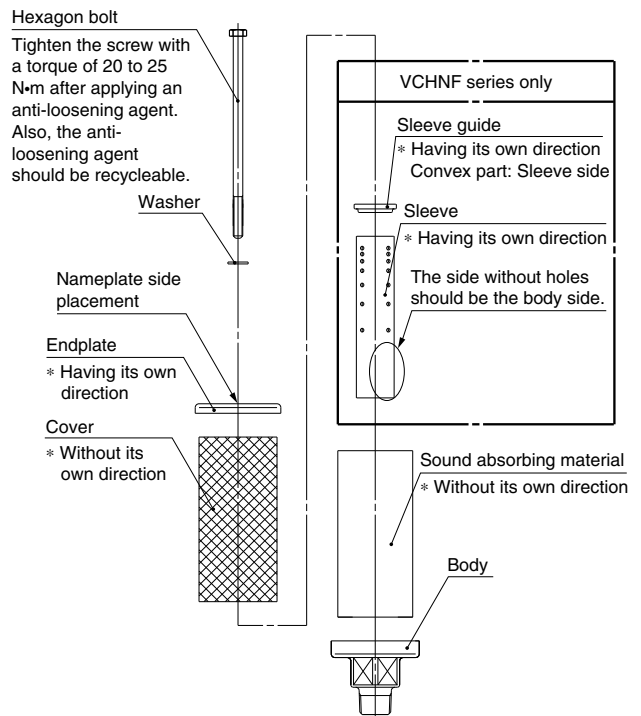 Hexagon bolt
Tighten the screw with
a torque of 20 to 25
N•m after applying an
anti-loosening agent.
Also, the anti-
loosening agent
should be recycleable.
Washer
Nameplate side
placement
Endplate
* Having its own
direction
Cover
* Without its
own direction
VCHNF series only
Sleeve guide
* Having its own direction
Convex part: Sleeve side
Sleeve
* Having its own direction
The side without holes
should be the body side.
Sound absorbing material
* Without its own direction
Body